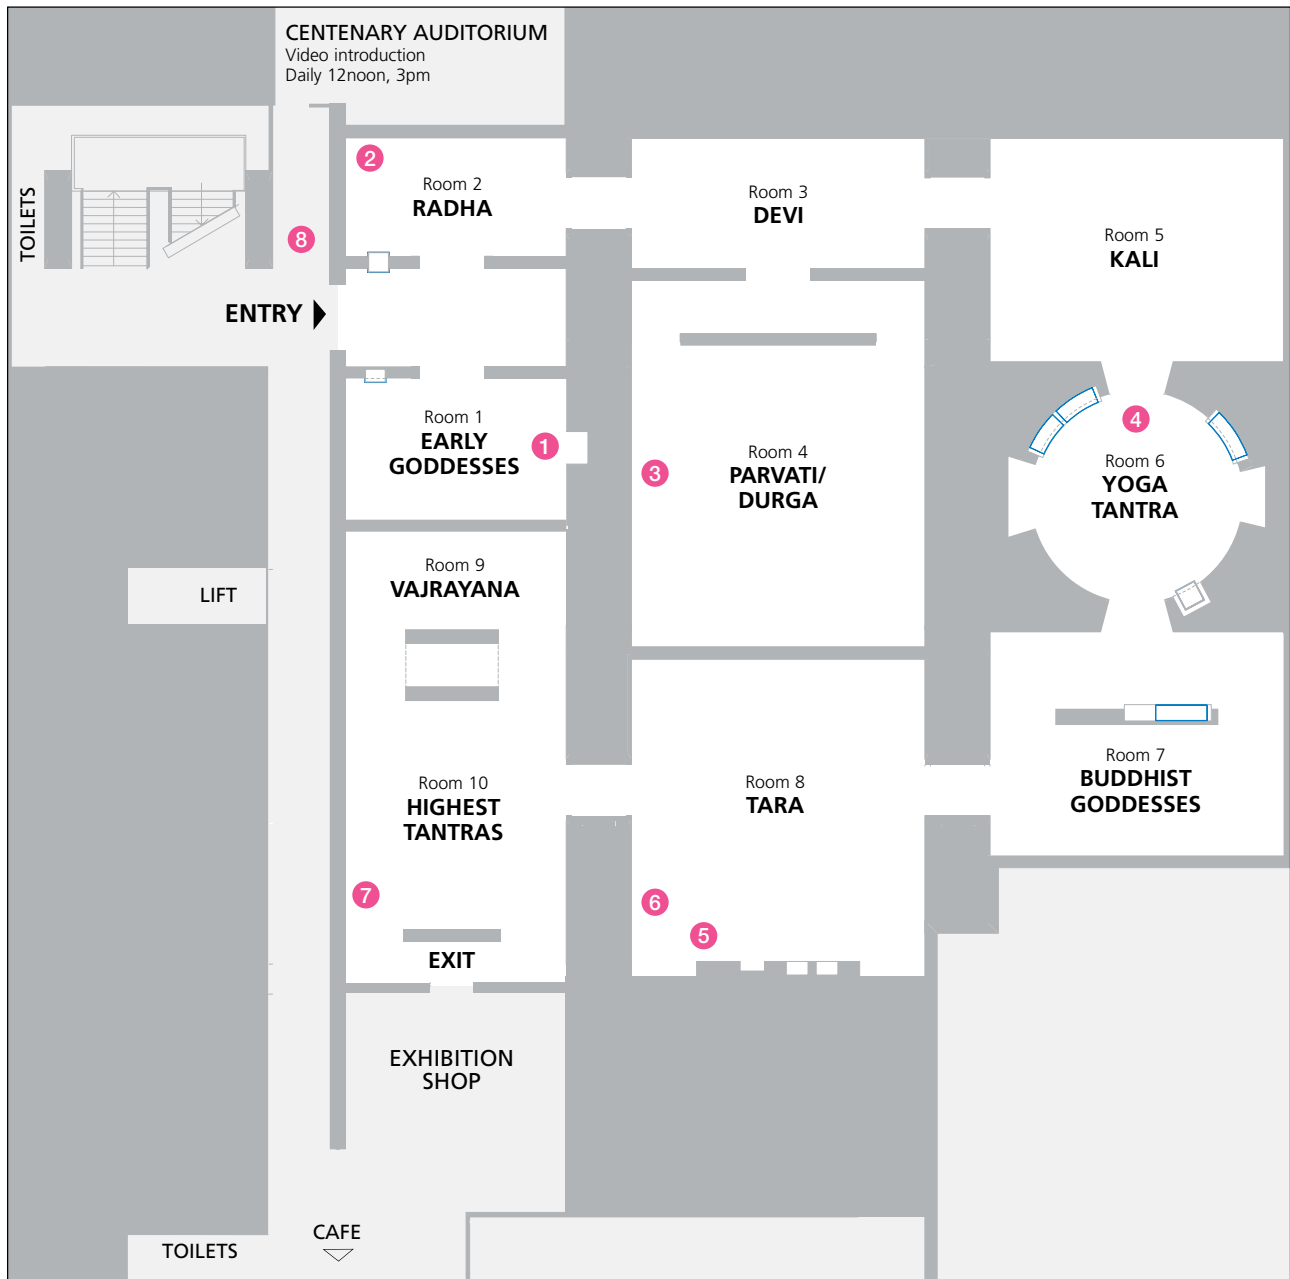 CENTENARY AUDITORIUM
Video introduction
Daily 12noon, 3pm
TOILETS
2
Room 2
RADHA
8
ENTRY
Room 3
DEVI
Room 5
KALI
Room 1
EARLY
GODDESSES
1
3
Room 4
PARVATI/
DURGA
4
Room 6
YOGA
TANTRA
LIFT
Room 9
VAJRAYANA
Room 10
HIGHEST
TANTRAS
7
EXIT
Room 8
TARA
6
5
Room 7
BUDDHIST
GODDESSES
EXHIBITION
SHOP
CAFE
TOILETS